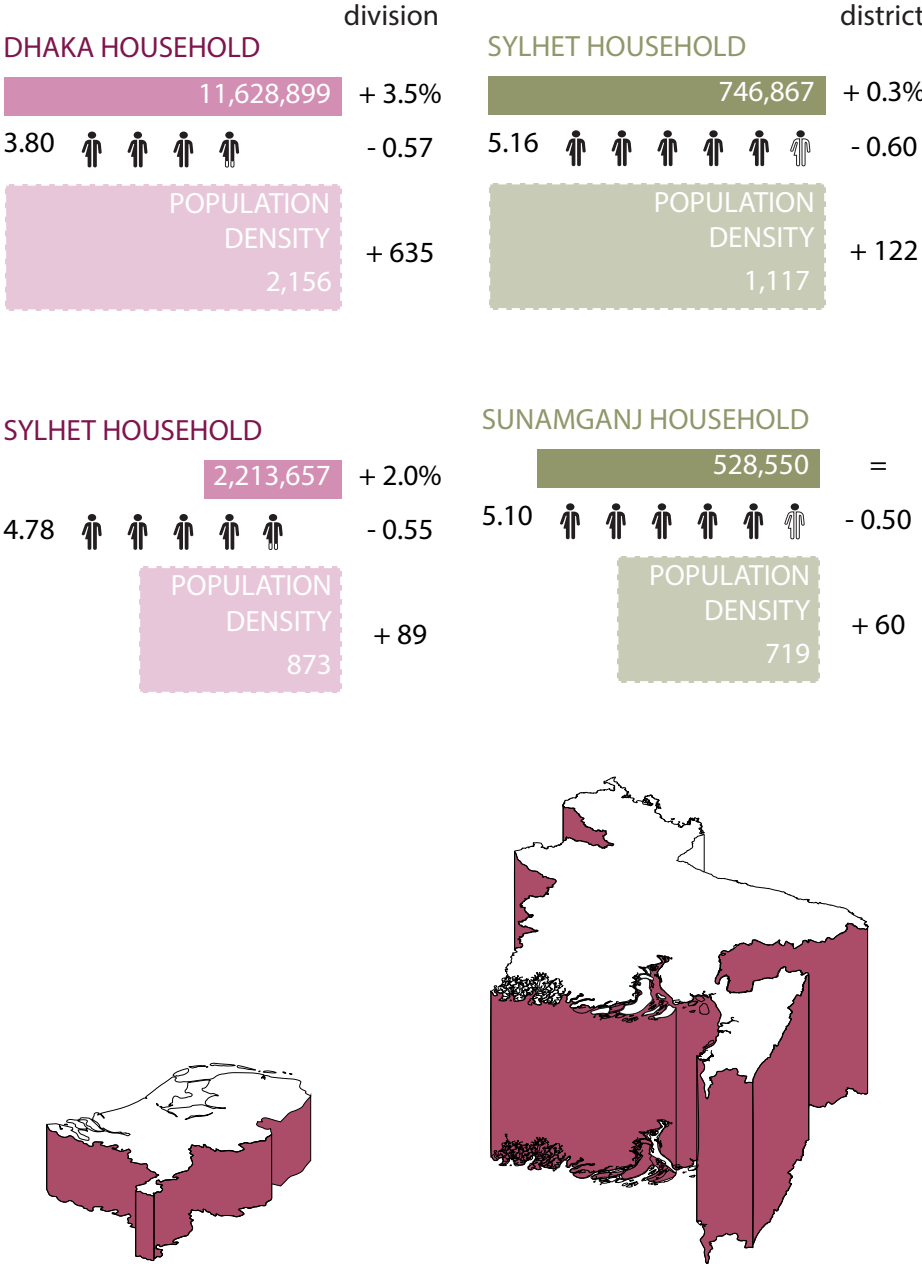 division
DHAKA HOUSEHOLD
11,628,899 + 3.5%
3.80 - 0.57
POPULATION
DENSITY
2,156
+ 635
district
SYLHET HOUSEHOLD
746,867 + 0.3%
5.16 - 0.60
POPULATION
DENSITY
1,117
+ 122
SYLHET HOUSEHOLD
2,213,657 + 2.0%
4.78 - 0.55
POPULATION
DENSITY
873
+ 89
SUNAMGANJ HOUSEHOLD
528,550 =
5.10 - 0.50
POPULATION
DENSITY
719
+ 60